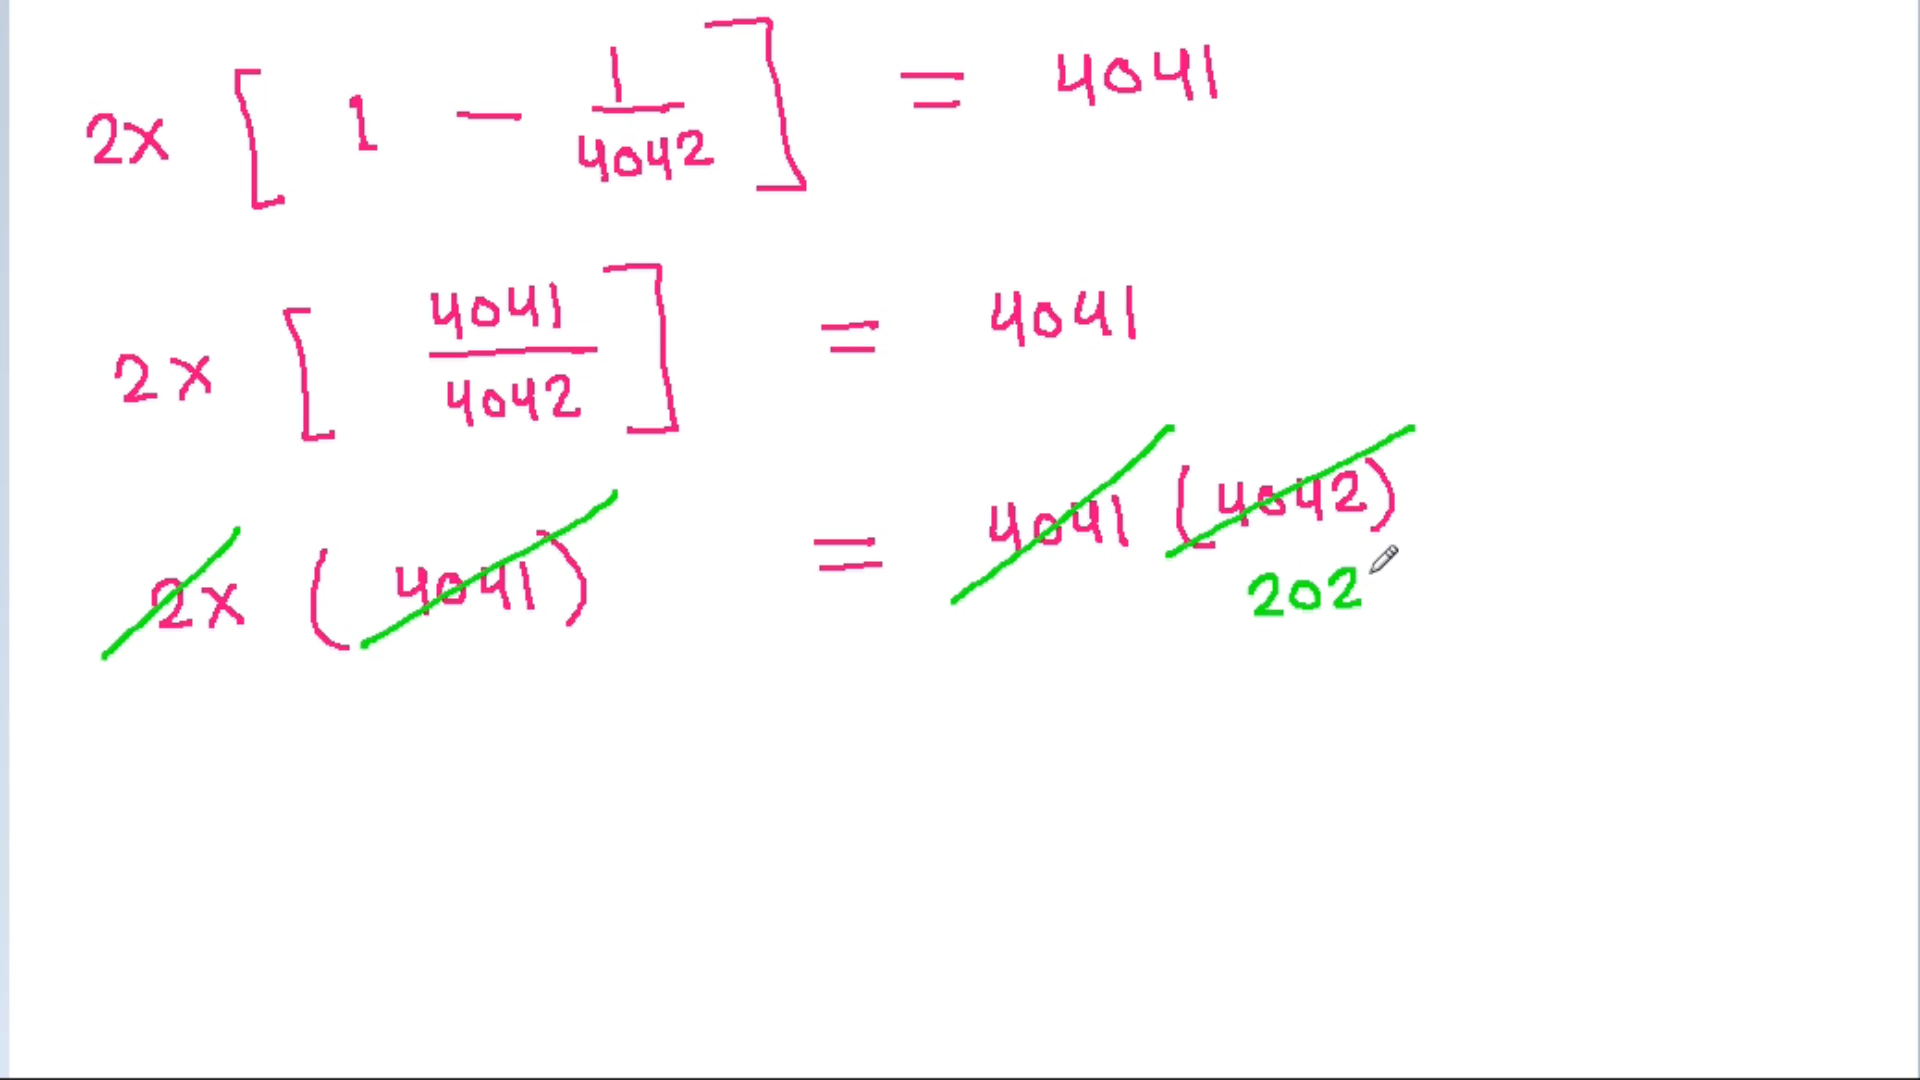 2x [ 1 - 1/4042 ] = 4041
2x [ 4041/4042 ] = 4041
2x ( 4041 ) = 4041 (4042)
202